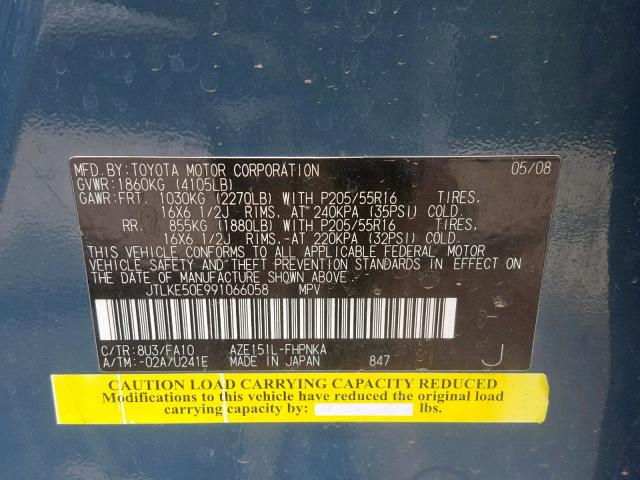 MFD.BY:TOYOTA MOTOR CORPORATION 05/08
GVWR:1860KG (4105LB)
GAWR:FRT. 1030KG (2270LB) WITH P205/55R16 TIRES.
16X6 1/2J RIMS. AT 240KPA (35PSI) COLD.
RR. 855KG (1880LB) WITH P205/55R16 TIRES.
16X6 1/2J RIMS. AT 220KPA (32PSI) COLD.
THIS VEHICLE CONFORMS TO ALL APPLICABLE FEDERAL MOTOR
VEHICLE SAFETY AND THEFT PREVENTION STANDARDS IN EFFECT ON
THE DATE OF MANUFACTURE SHOWN ABOVE.
JTLKE50E991066058 MPV
C/TR:8U3/FA10 AZE151L-FHPNKA
A/TM:-02A/U241E MADE IN JAPAN 847 J
CAUTION LOAD CARRYING CAPACITY REDUCED
Modifications to this vehicle have reduced the original load
carrying capacity by: lbs.